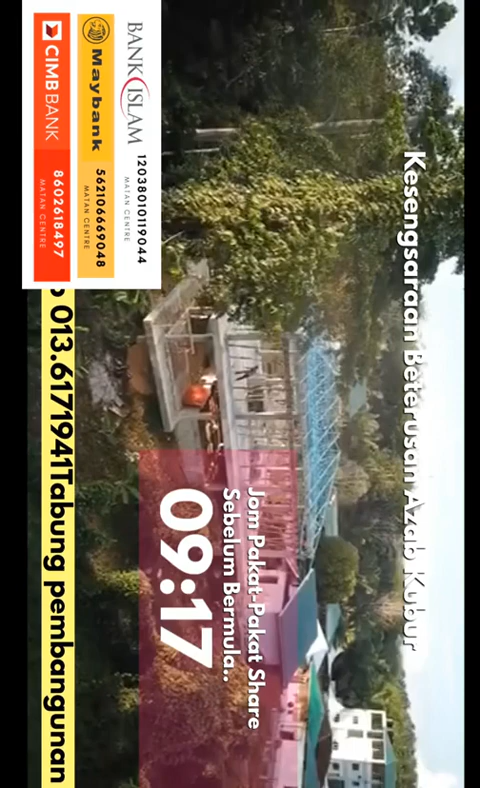 Kesengsaraan Beterusan Azab Kubur
BANK ISLAM
12038010119044
MATAN CENTRE
Maybank
562106669048
MATAN CENTRE
CIMB BANK
8602618497
MATAN CENTRE
Jom Pakat-Pakat Share
Sebelum Bermula..
09:17
013.6171941Tabung pembangunan